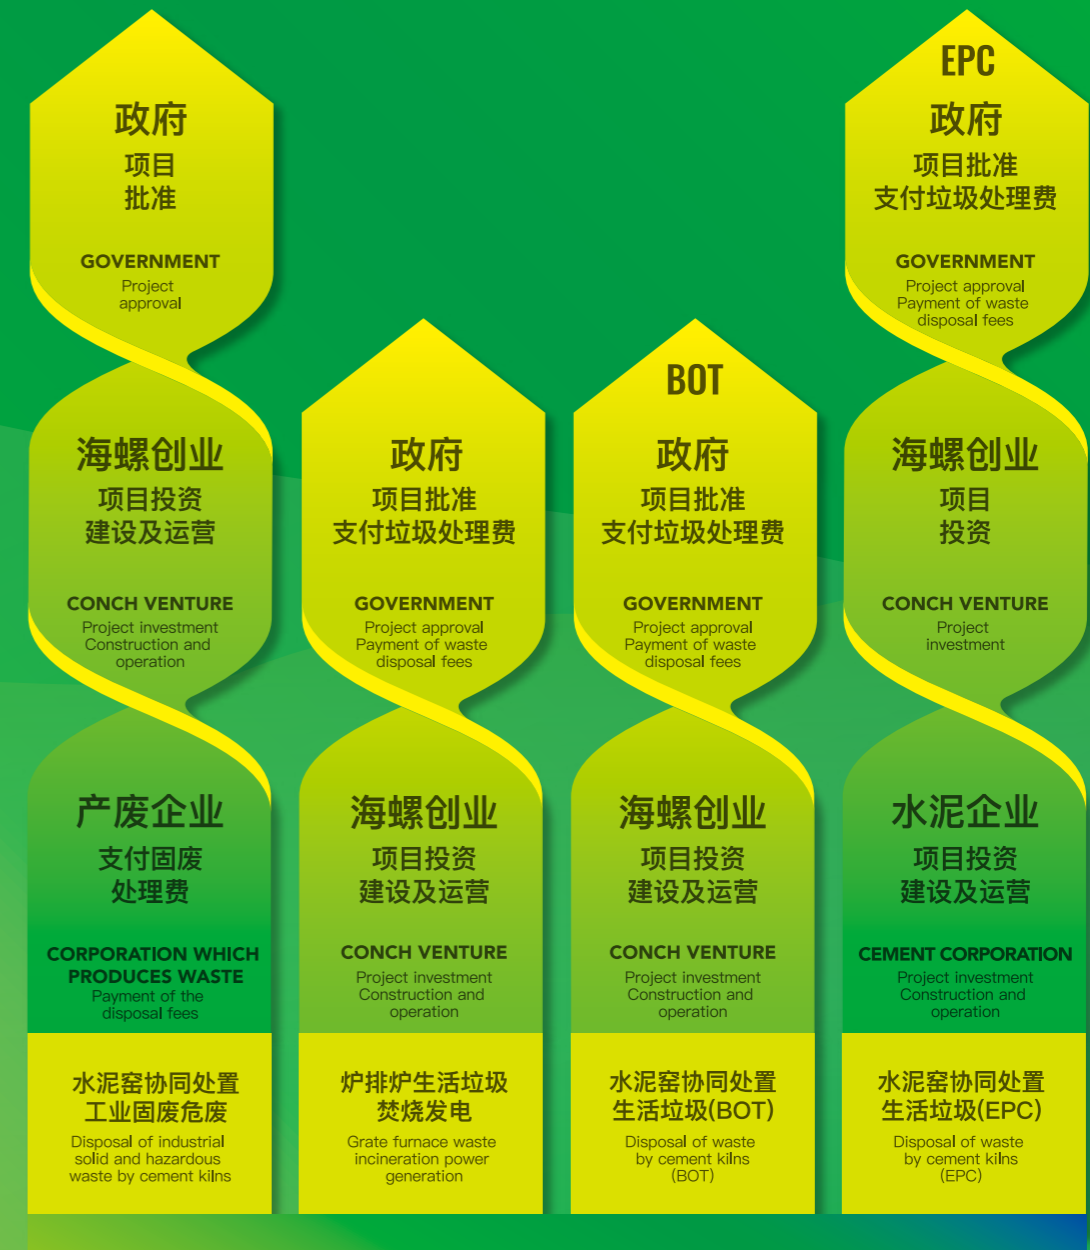 政府
项目
批准
GOVERNMENT
Project
approval
海螺创业
项目投资
建设及运营
CONCH VENTURE
Project investment
Construction and
operation
产废企业
支付固废
处理费
CORPORATION WHICH
PRODUCES WASTE
Payment of the
disposal fees
水泥窑协同处置
工业固废危废
Disposal of industrial
solid and hazardous
waste by cement kilns
政府
项目批准
支付垃圾处理费
GOVERNMENT
Project approval
Payment of waste
disposal fees
海螺创业
项目投资
建设及运营
CONCH VENTURE
Project investment
Construction and
operation
炉排炉生活垃圾
焚烧发电
Grate furnace waste
incineration power
generation
BOT
政府
项目批准
支付垃圾处理费
GOVERNMENT
Project approval
Payment of waste
disposal fees
海螺创业
项目投资
建设及运营
CONCH VENTURE
Project investment
Construction and
operation
水泥窑协同处置
生活垃圾(BOT)
Disposal of waste
by cement kilns
(BOT)
EPC
政府
项目批准
支付垃圾处理费
GOVERNMENT
Project approval
Payment of waste
disposal fees
海螺创业
项目
投资
CONCH VENTURE
Project
investment
水泥企业
项目投资
建设及运营
CEMENT CORPORATION
Project investment
Construction and
operation
水泥窑协同处置
生活垃圾(EPC)
Disposal of waste
by cement kilns
(EPC)